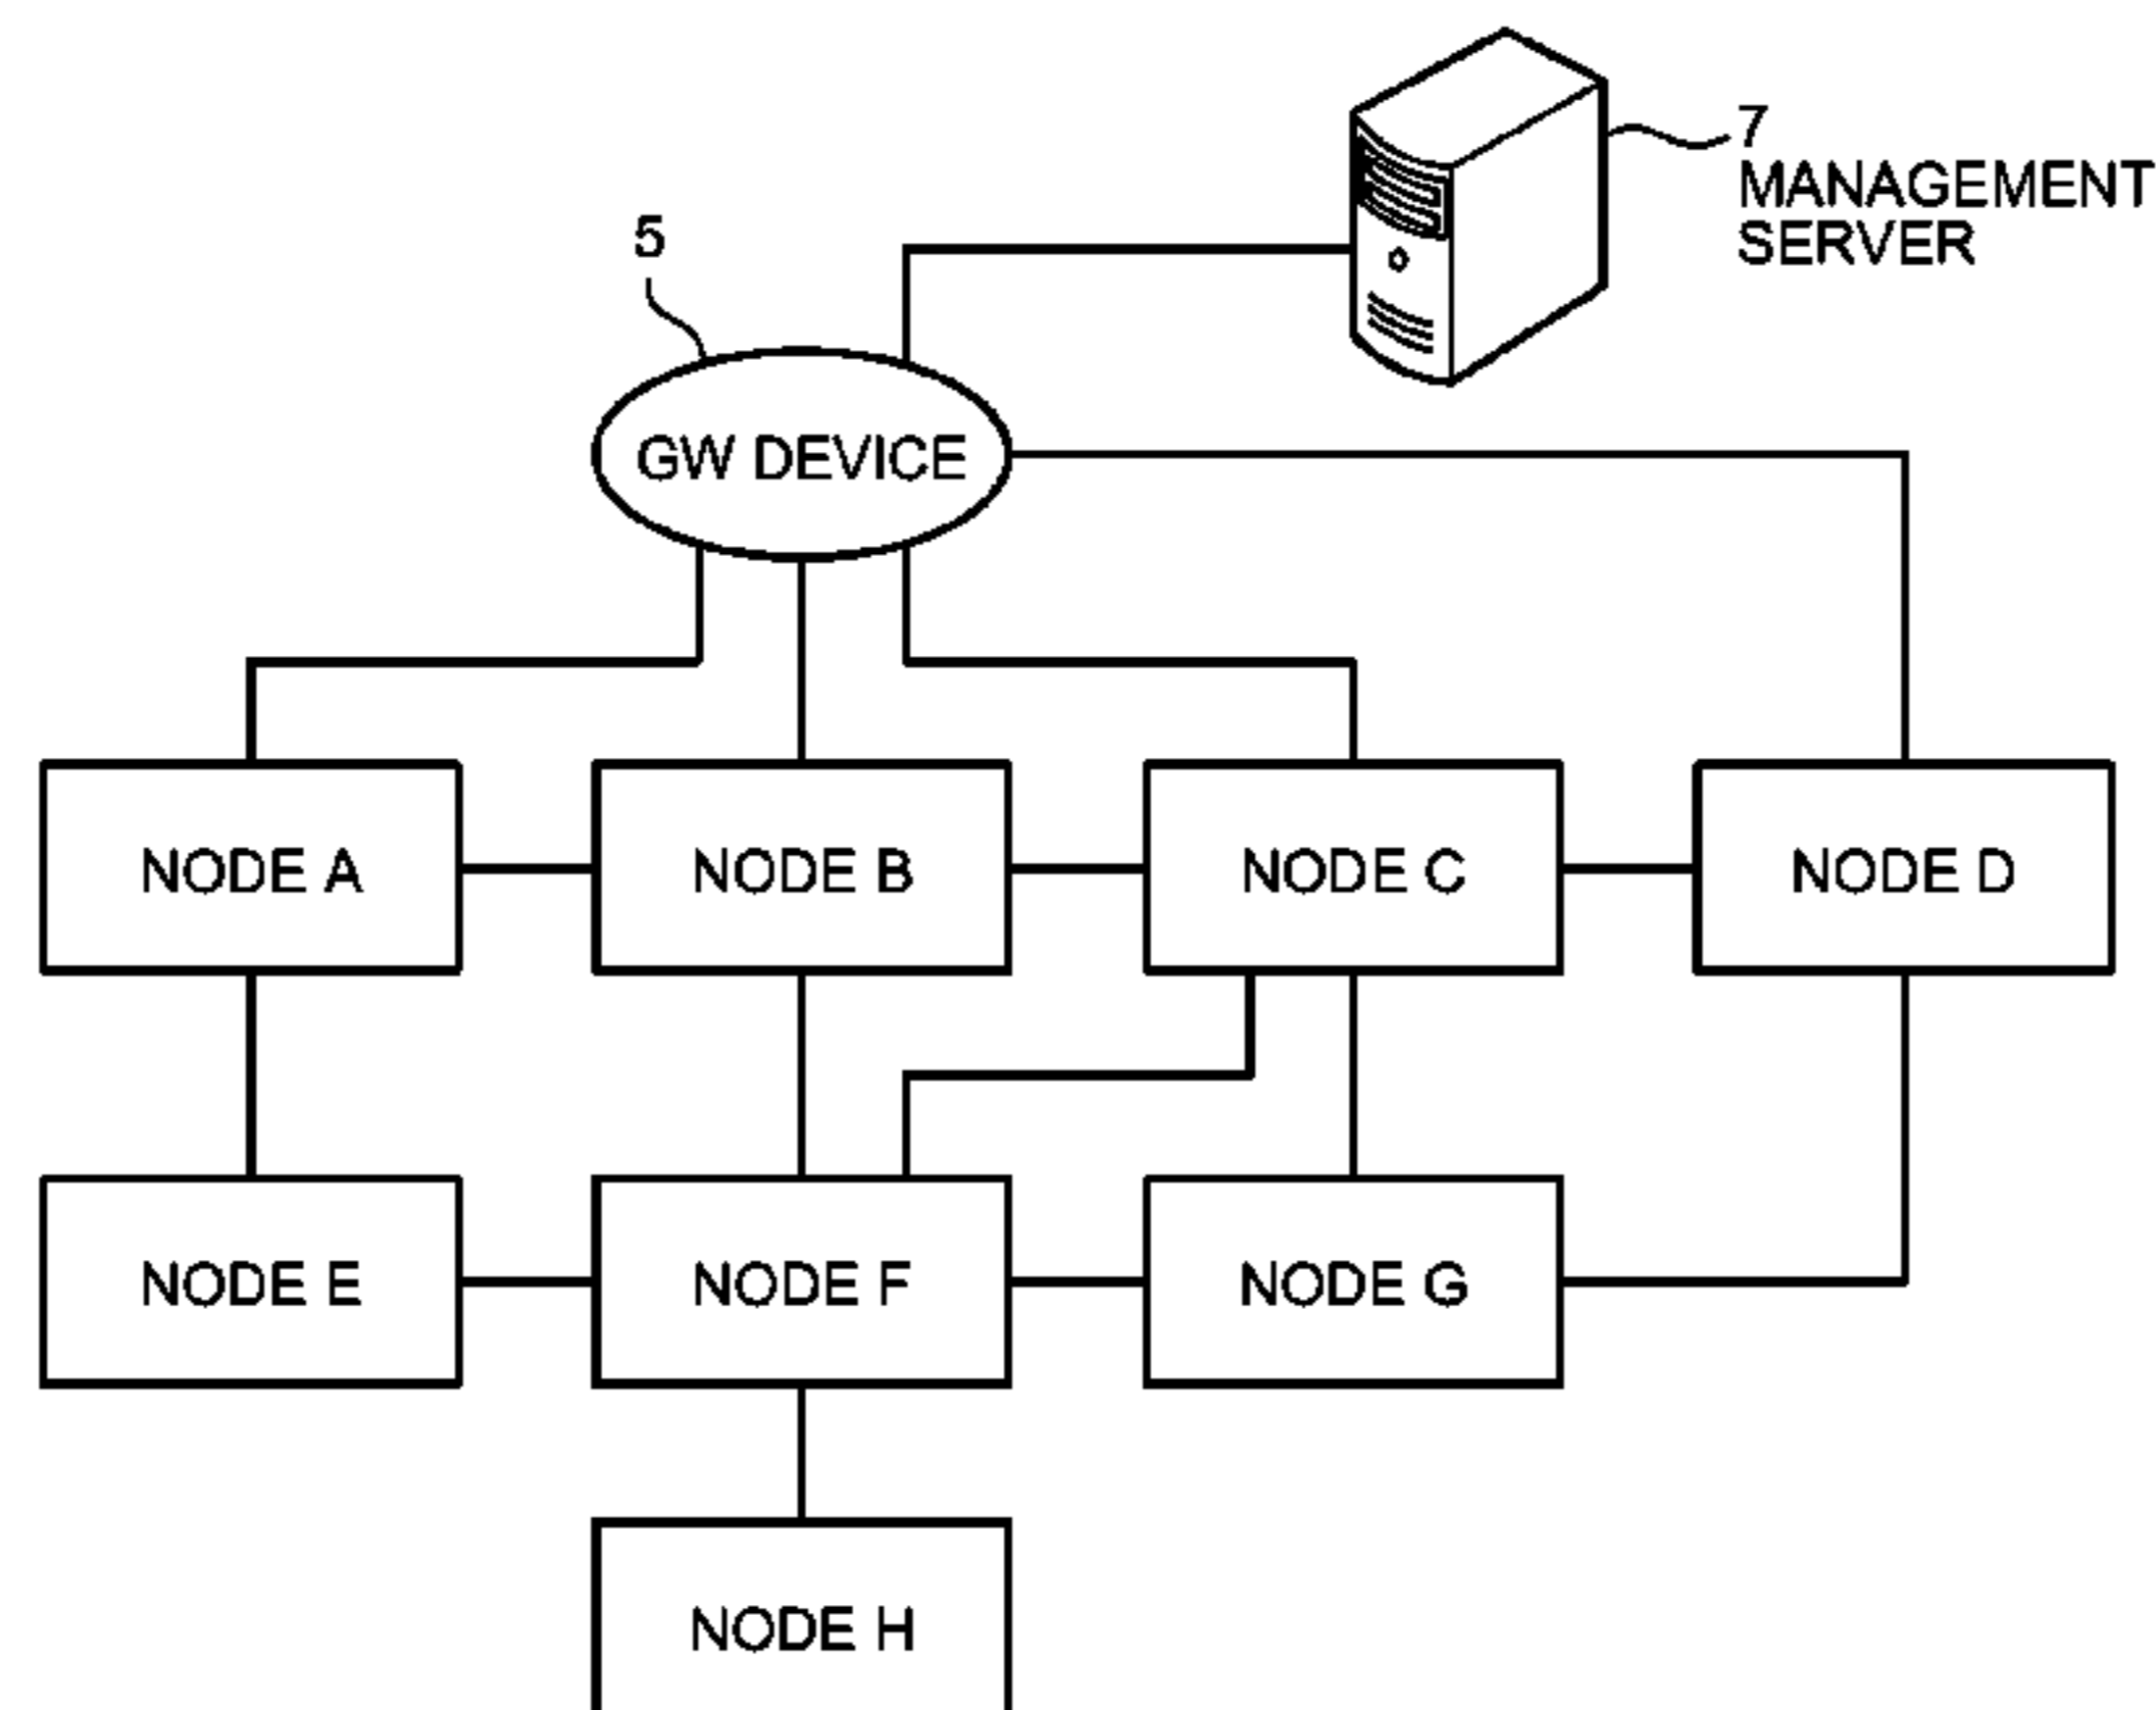 7
MANAGEMENT
SERVER
5
GW DEVICE
NODE A
NODE B
NODE C
NODE D
NODE E
NODE F
NODE G
NODE H